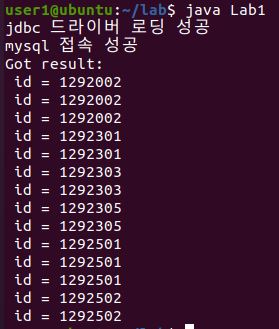 user1@ubuntu:~/lab$ java Lab1
jdbc 드라이버 로딩 성공
mysql 접속 성공
Got result:
id = 1292002
id = 1292002
id = 1292002
id = 1292301
id = 1292301
id = 1292303
id = 1292303
id = 1292305
id = 1292305
id = 1292501
id = 1292501
id = 1292501
id = 1292502
id = 1292502